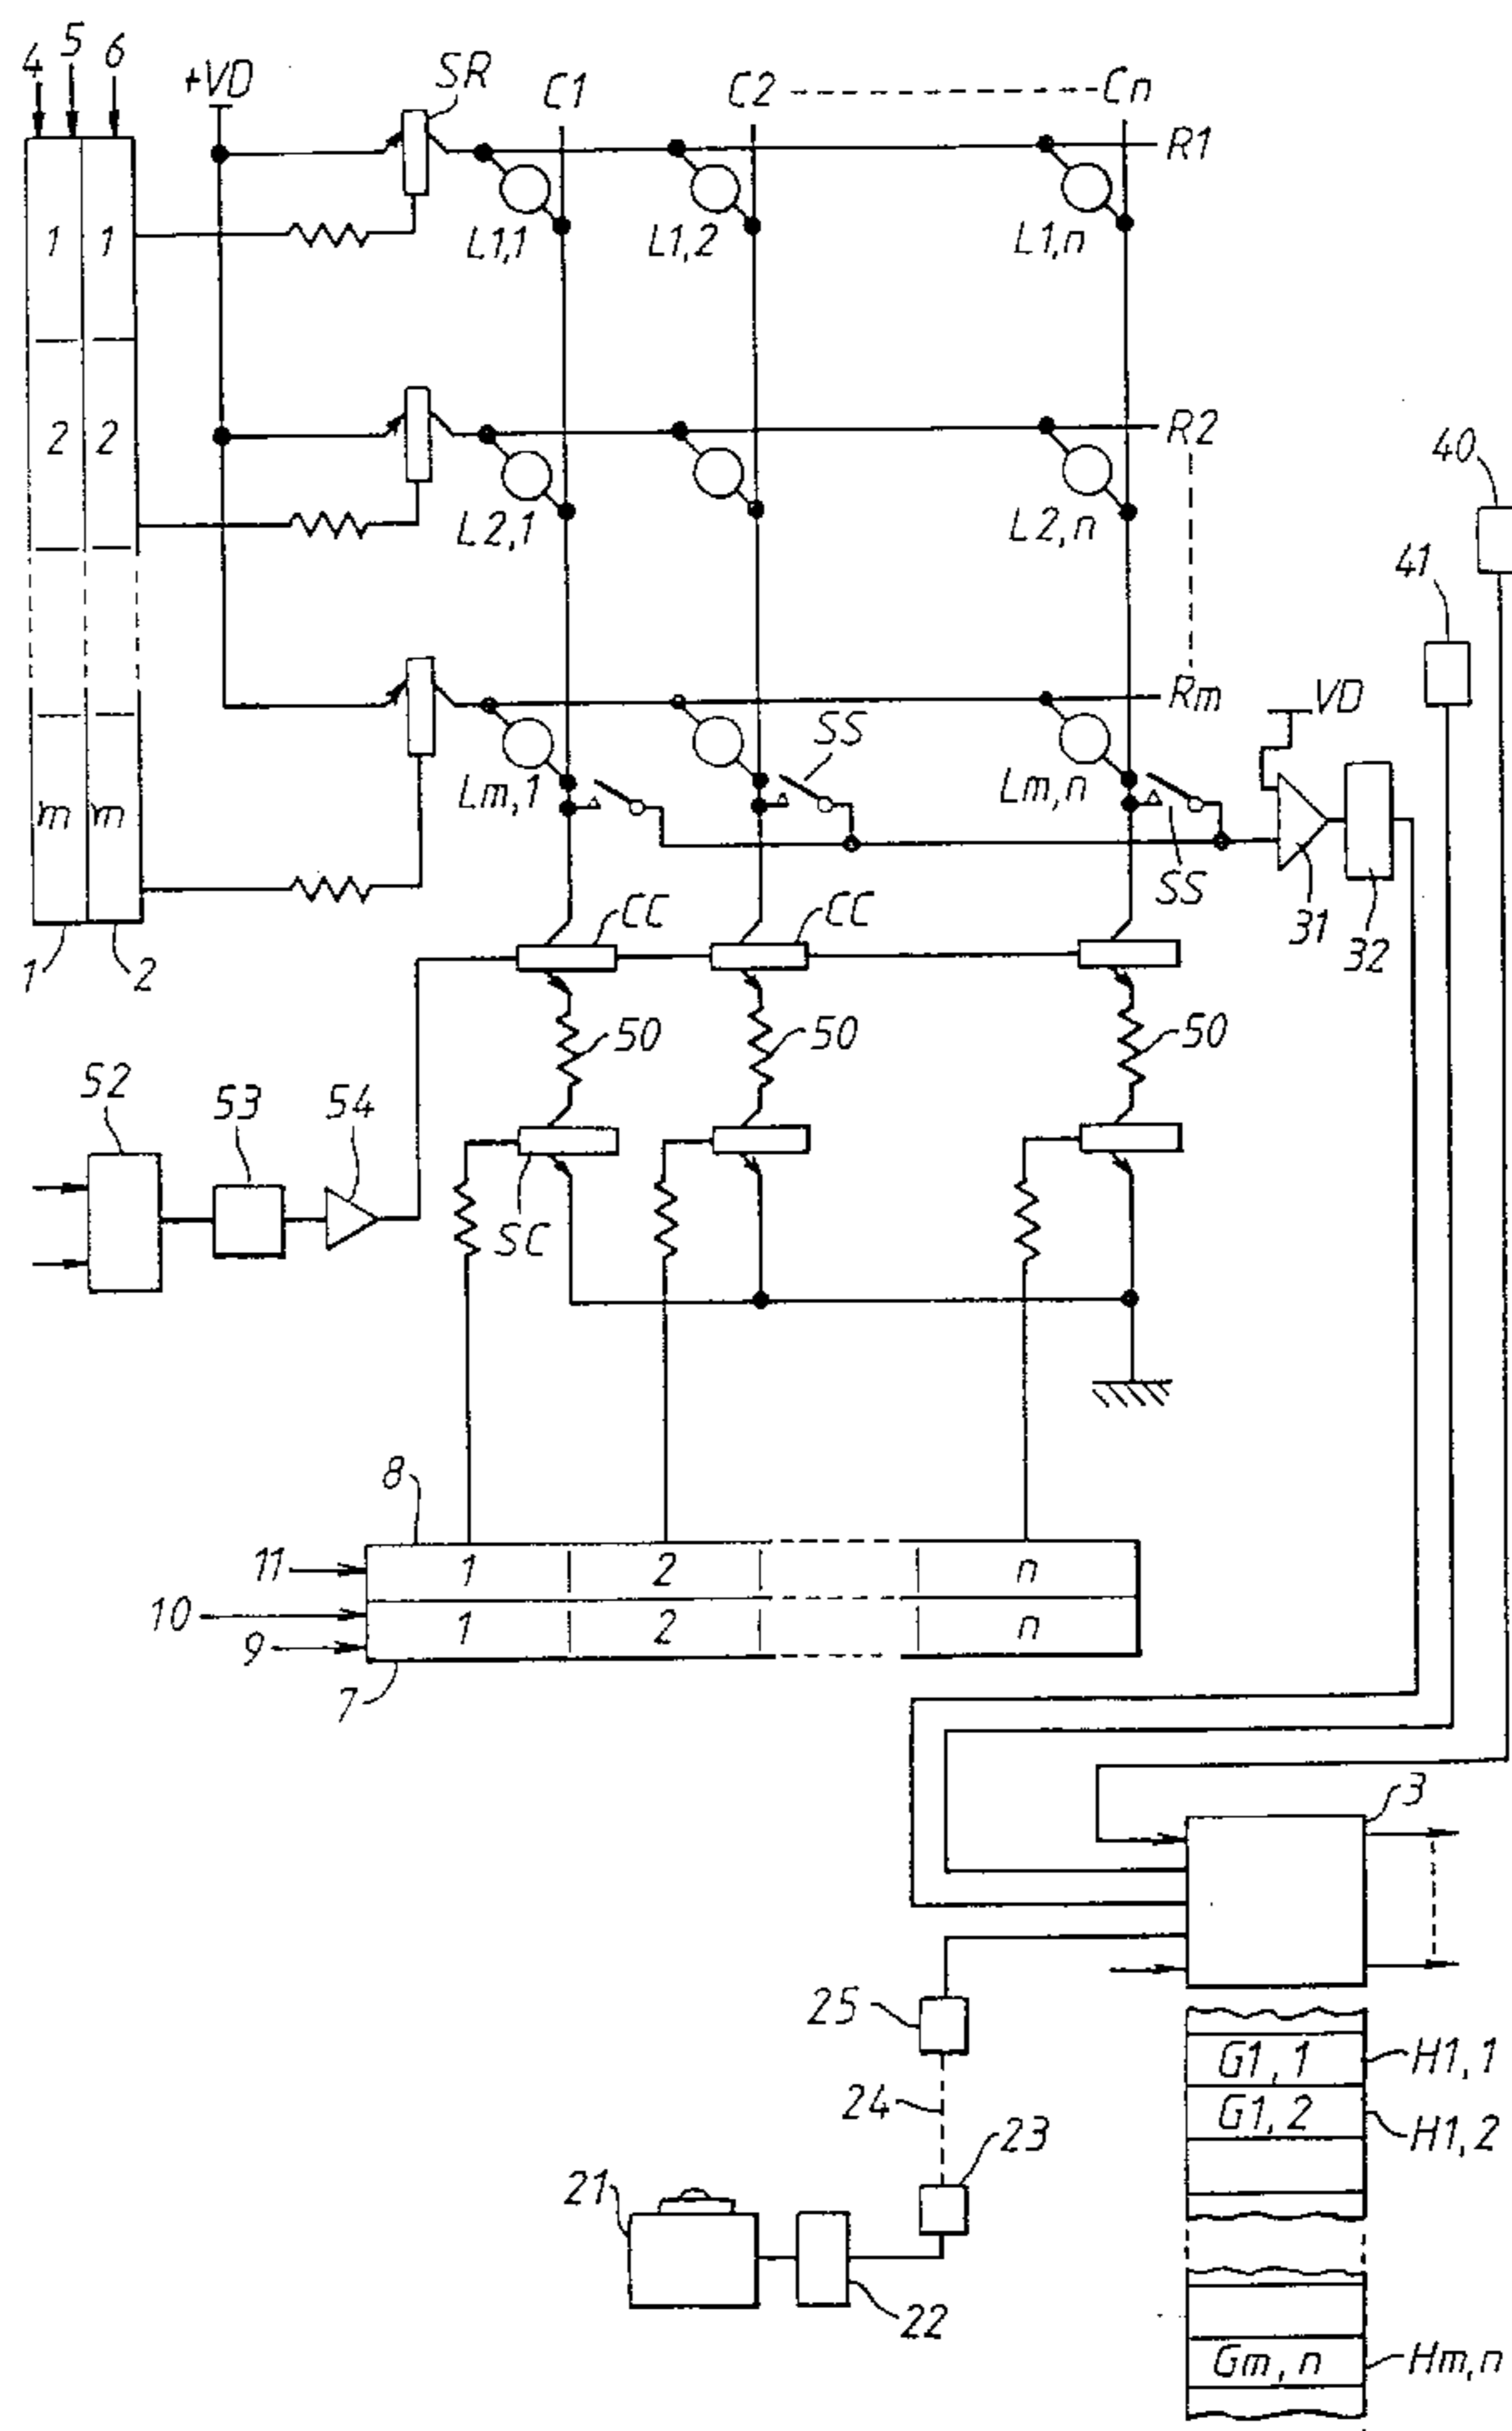 4 5 6
+VD SR C1 C2 Cn
R1
1 1
L1,1 L1,2 L1,n
2 2
R2
L2,1 L2,n
40
41
Rm
VD
SS
m m
Lm,1 Lm,n
SS
31
32
CC CC
1 2
50 50 50
52 53 54
SC
8
11 1 2 n
10
9 1 2 n
7
3
25
G1,1 H1,1
24 G1,2 H1,2
23
21
22
Gm,n Hm,n